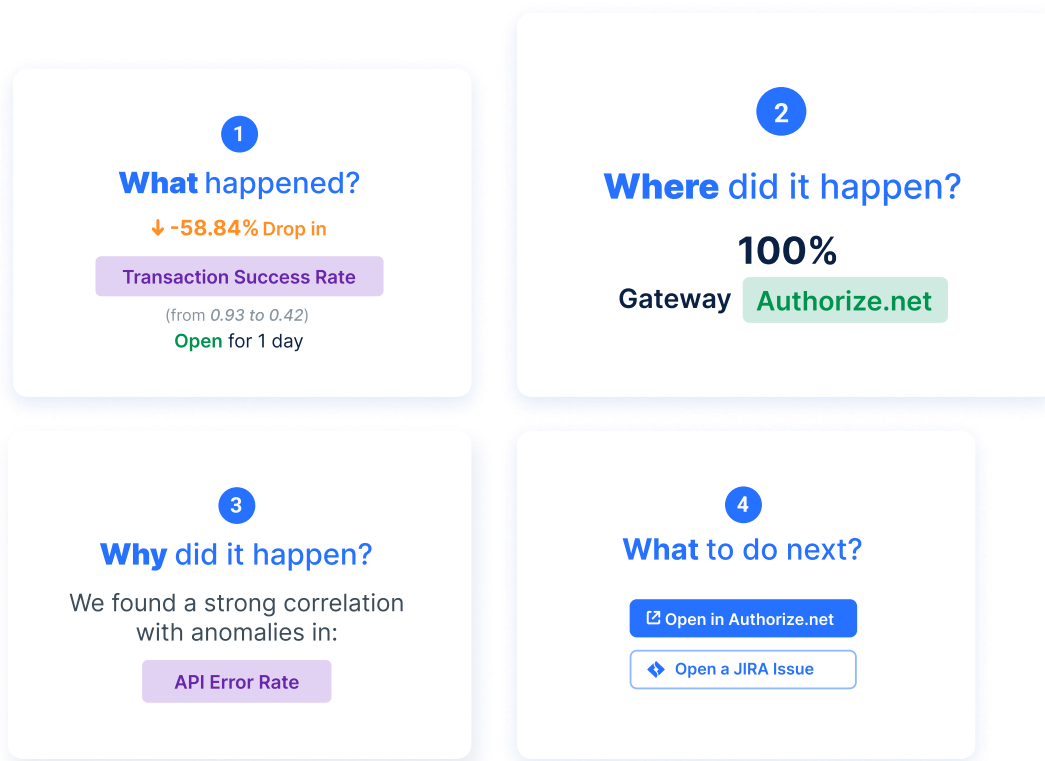 1
What happened?
↓ -58.84% Drop in
Transaction Success Rate
(from 0.93 to 0.42)
Open for 1 day
2
Where did it happen?
100%
Gateway Authorize.net
3
Why did it happen?
We found a strong correlation
with anomalies in:
API Error Rate
4
What to do next?
Open in Authorize.net
Open a JIRA Issue